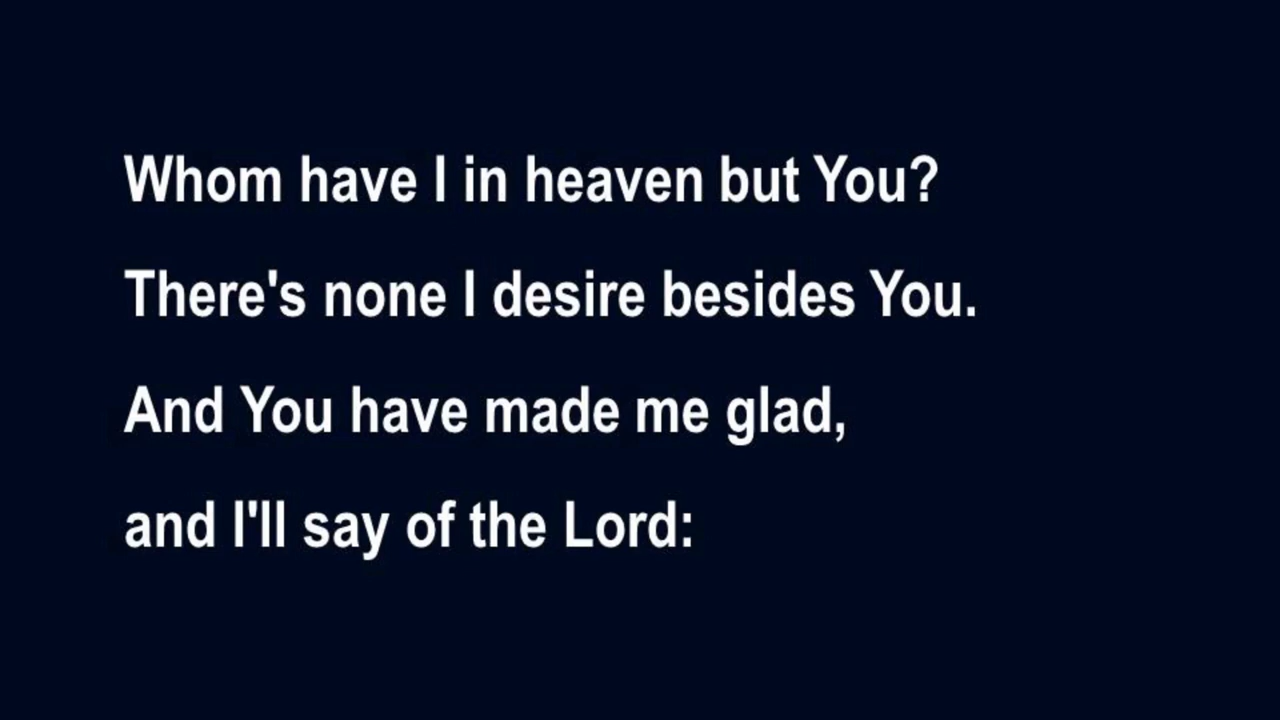 Whom have I in heaven but You?
There's none I desire besides You.
And You have made me glad,
and I'll say of the Lord: